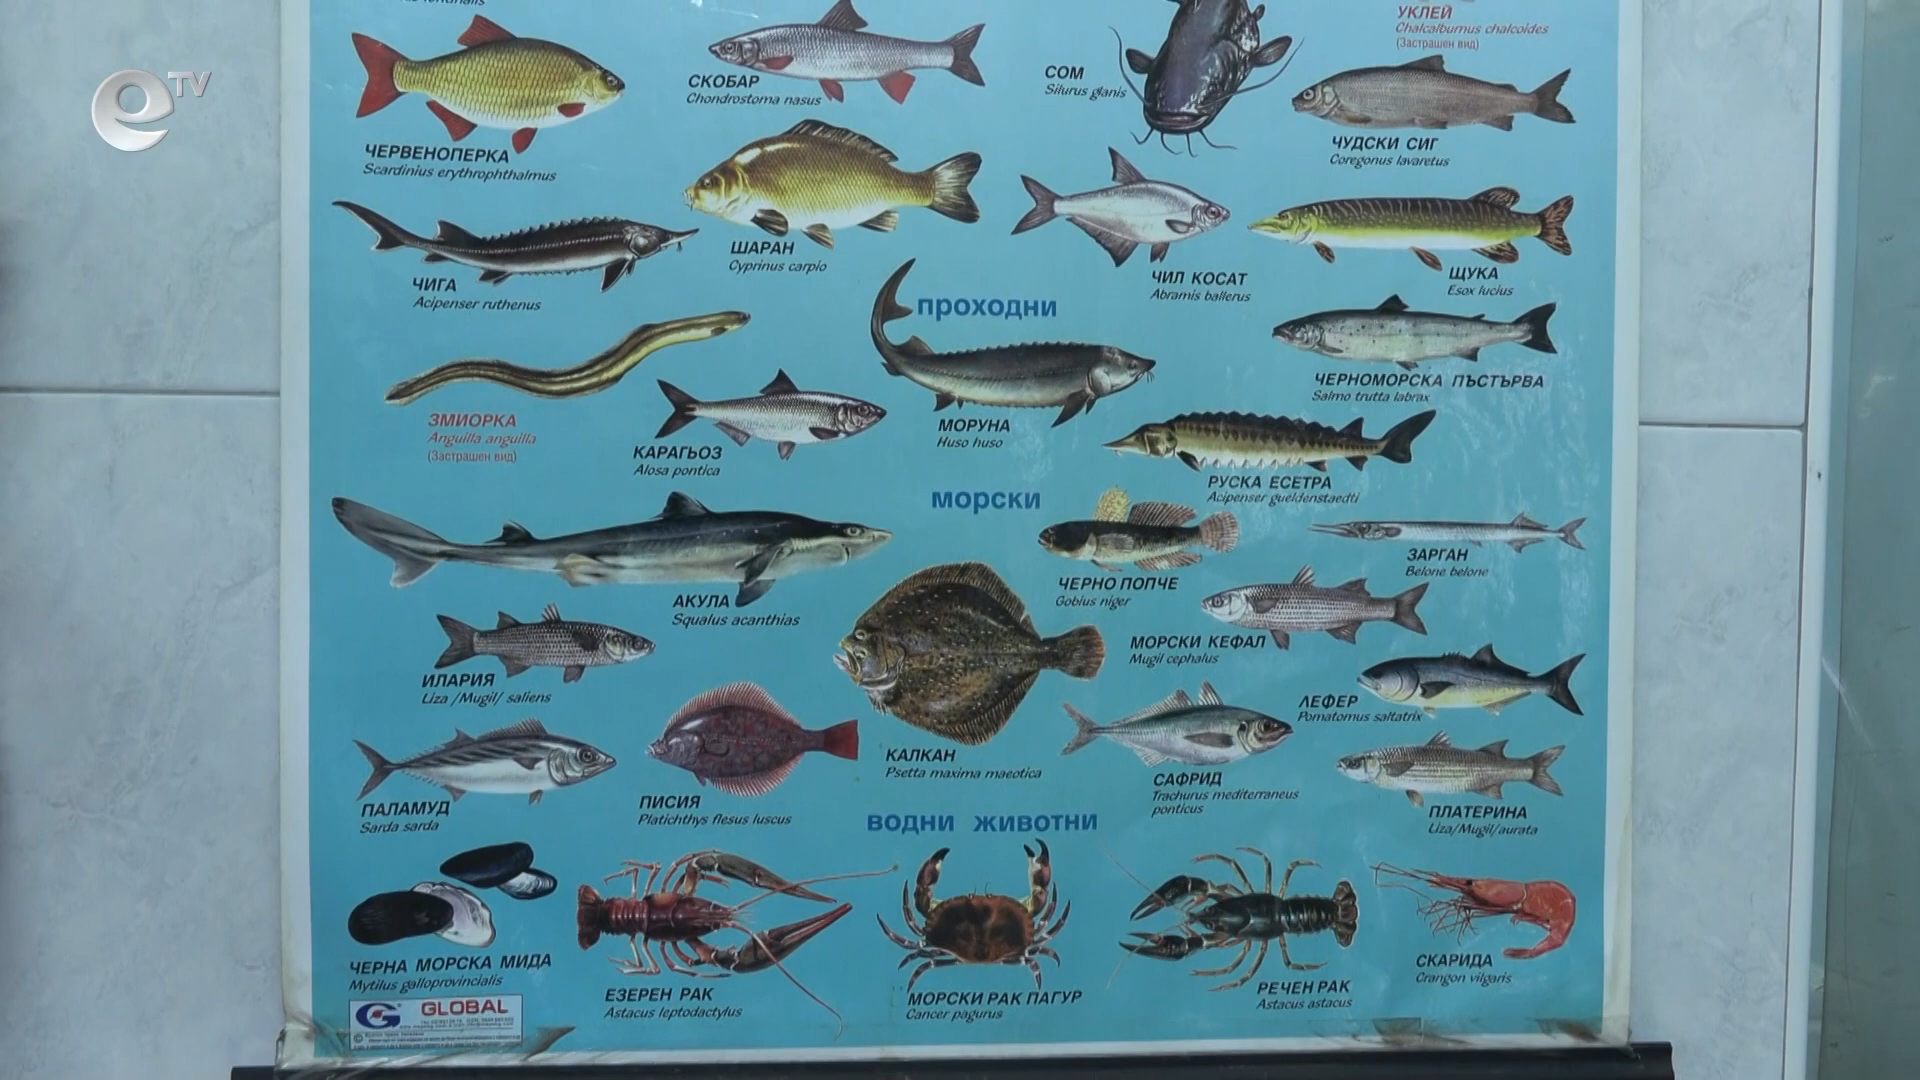 e TV
УКЛЕЙ
Chalcalburnus chalcoides
(Застрашен вид)
СКОБАР
Chondrostoma nasus
СОМ
Silurus glanis
ЧУДСКИ СИГ
Coregonus lavaretus
ЧЕРВЕНОПЕРКА
Scardinius erythrophthalmus
ШАРАН
Cyprinus carpio
ЧИЛ КОСАТ
Abramis ballerus
ЩУКА
Esox lucius
ЧИГА
Acipenser ruthenus
проходни
ЧЕРНОМОРСКА ПЪСТЪРВА
Salmo trutta labrax
ЗМИОРКА
Anguilla anguilla
(Застрашен вид)
КАРАГЬОЗ
Alosa pontica
МОРУНА
Huso huso
РУСКА ЕСЕТРА
Acipenser gueldenstaedti
морски
ЗАРГАН
Belone belone
ЧЕРНО ПОПЧЕ
Gobius niger
АКУЛА
Squalus acanthias
МОРСКИ КЕФАЛ
Mugil cephalus
ИЛАРИЯ
Liza /Mugil/ saliens
ЛЕФЕР
Pomatomus saltatrix
КАЛКАН
Psetta maxima maeotica
САФРИД
Trachurus mediterraneus
ponticus
ПЛАТЕРИНА
Liza/Mugil/aurata
ПАЛАМУД
Sarda sarda
ПИСИЯ
Platichthys flesus luscus
водни животни
ЧЕРНА МОРСКА МИДА
Mytilus galloprovincialis
ЕЗЕРЕН РАК
Astacus leptodactylus
МОРСКИ РАК ПАГУР
Cancer pagurus
РЕЧЕН РАК
Astacus astacus
СКАРИДА
Crangon vilgaris
G GLOBAL